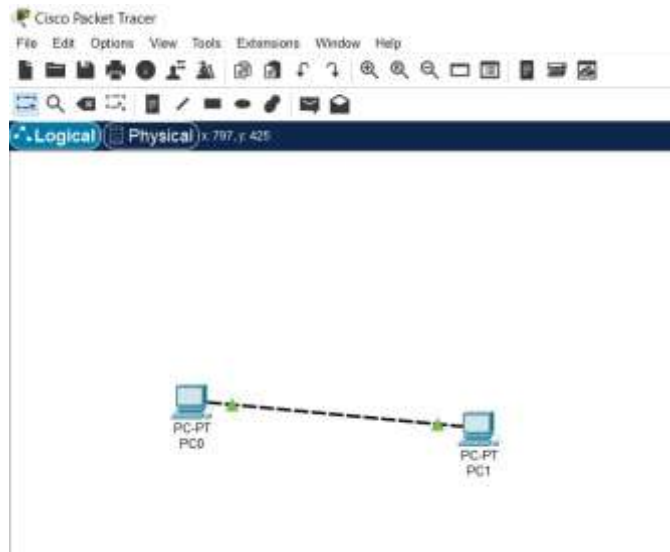 Cisco Packet Tracer
File Edit Options View Tools Extensions Window Help
Logical Physical x: 797, y: 425
PC-PT
PC0
PC-PT
PC1